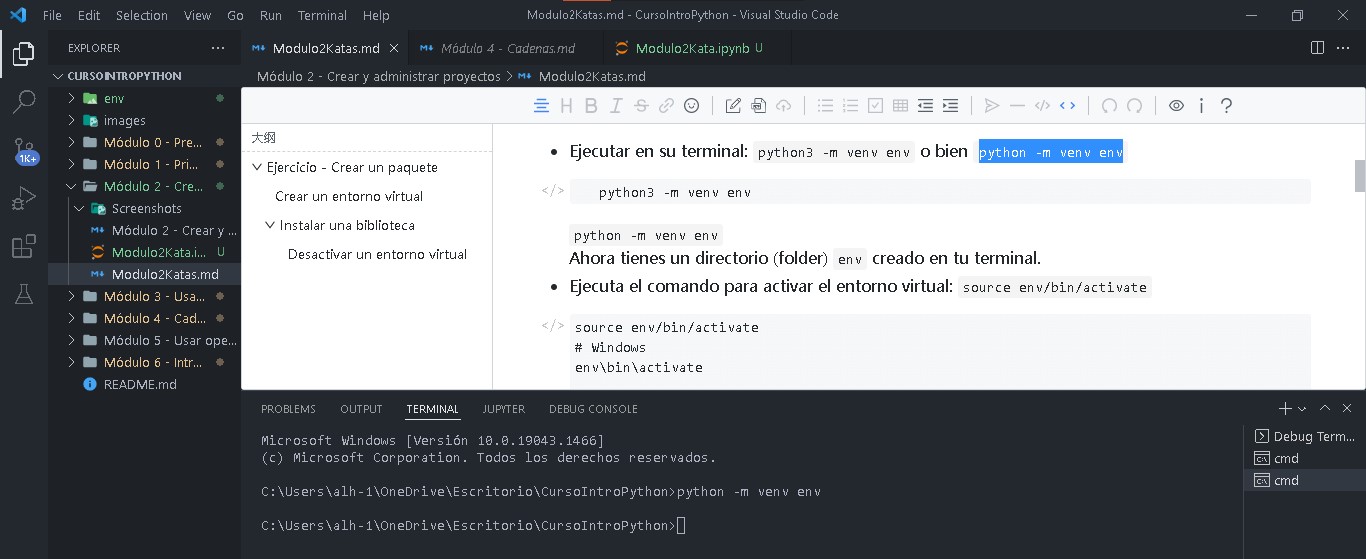 File Edit Selection View Go Run Terminal Help
Modulo2Katas.md - CursoIntroPython - Visual Studio Code
EXPLORER
Modulo2Katas.md
Módulo 4 - Cadenas.md
Modulo2Kata.ipynb U
CURSOINTROPYTHON
Módulo 2 - Crear y administrar proyectos > Modulo2Katas.md
env
images
Módulo 0 - Pre...
Módulo 1 - Pri...
Módulo 2 - Cre...
Screenshots
Módulo 2 - Crear y ...
Modulo2Kata.i... U
Modulo2Katas.md
Módulo 3 - Usa...
Módulo 4 - Cad...
Módulo 5 - Usar ope...
Módulo 6 - Intr...
README.md
1K+
大纲
Ejercicio - Crear un paquete
Crear un entorno virtual
Instalar una biblioteca
Desactivar un entorno virtual
Ejecutar en su terminal: python3 -m venv env o bien python -m venv env
python3 -m venv env
python -m venv env
Ahora tienes un directorio (folder) env creado en tu terminal.
Ejecuta el comando para activar el entorno virtual: source env/bin/activate
source env/bin/activate
# Windows
env\bin\activate
PROBLEMS OUTPUT TERMINAL JUPYTER DEBUG CONSOLE
Microsoft Windows [Versión 10.0.19043.1466]
(c) Microsoft Corporation. Todos los derechos reservados.
C:\Users\alh-1\OneDrive\Escritorio\CursoIntroPython>python -m venv env
C:\Users\alh-1\OneDrive\Escritorio\CursoIntroPython>
Debug Term...
cmd
cmd